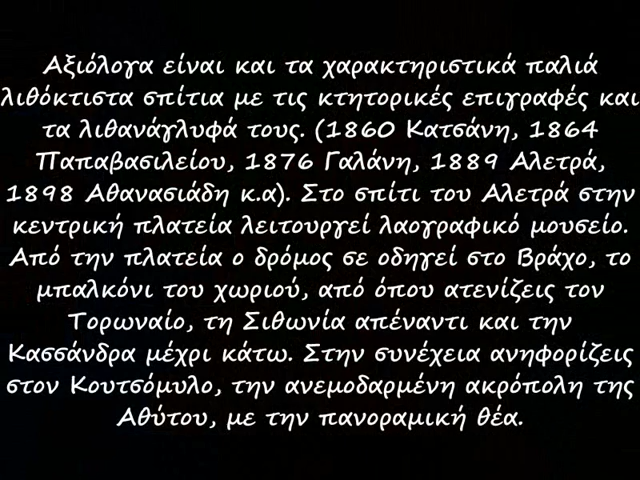 Αξιόλογα είναι και τα χαρακτηριστικά παλιά
λιθόκτιστα σπίτια με τις κτητορικές επιγραφές και
τα λιθανάγλυφά τους. (1860 Κατσάνη, 1864
Παπαβασιλείου, 1876 Γαλάνη, 1889 Αλετρά,
1898 Αθανασιάδη κ.α). Στο σπίτι του Αλετρά στην
κεντρική πλατεία λειτουργεί λαογραφικό μουσείο.
Από την πλατεία ο δρόμος σε οδηγεί στο Βράχο, το
μπαλκόνι του χωριού, από όπου ατενίζεις τον
Τορωναίο, τη Σιθωνία απέναντι και την
Κασσάνδρα μέχρι κάτω. Στην συνέχεια ανηφορίζεις
στον Κουτσόμυλο, την ανεμοδαρμένη ακρόπολη της
Αθύτου, με την πανοραμική θέα.